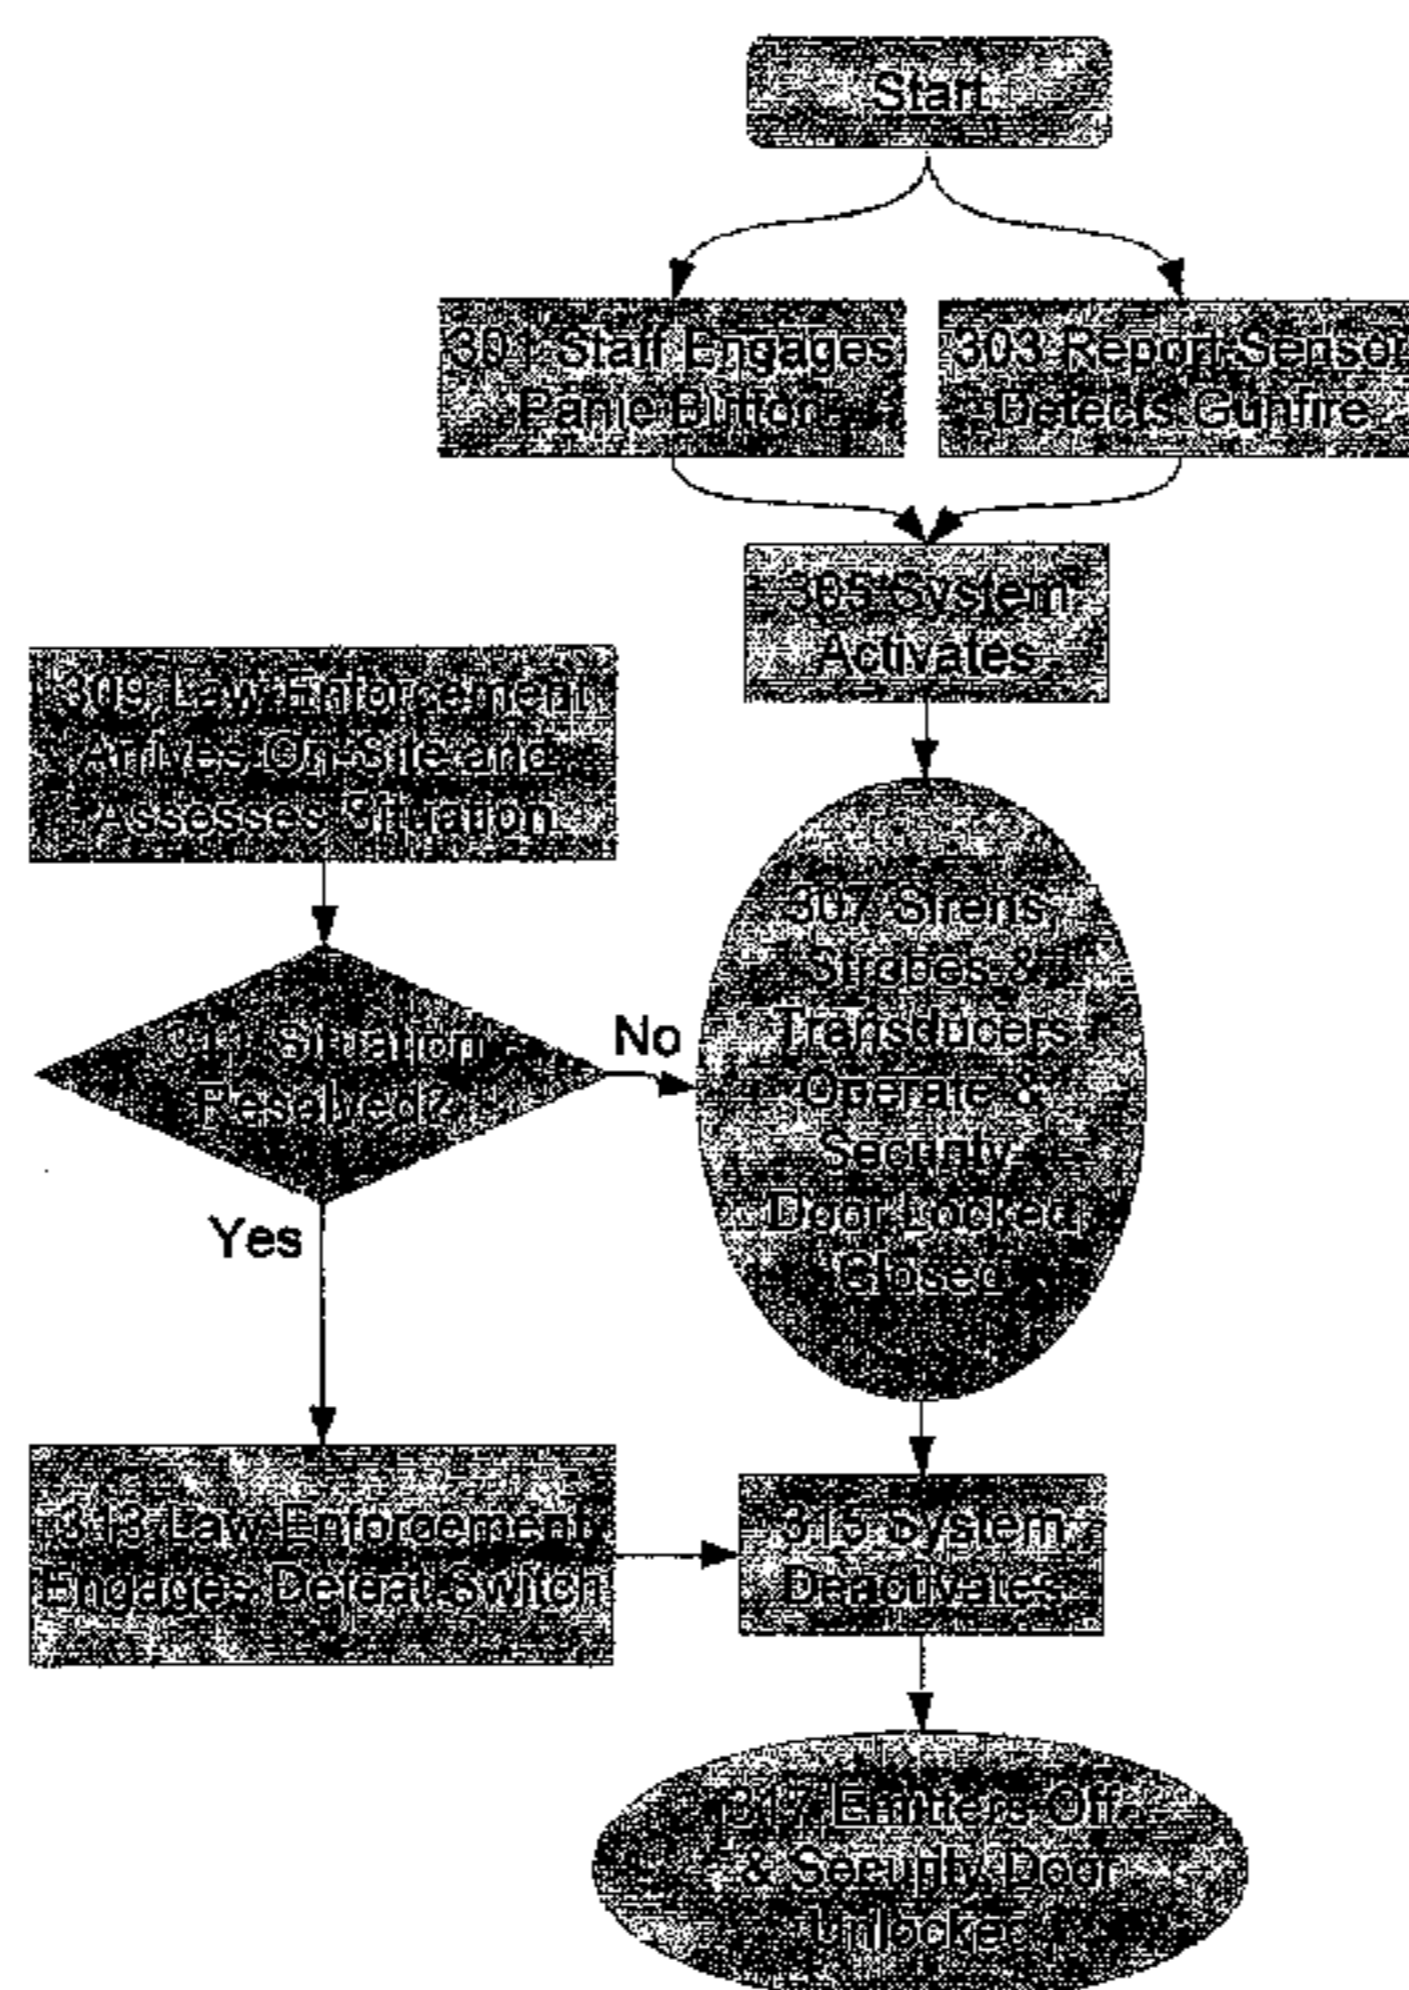 Start
301 Staff Engages
Panic Button
303 Report Sensor
Detects Gunfire
305 System
Activates
309 Law Enforcement
Arrives On-Site and
Assesses Situation
307 Sirens,
Strobes &
Transducers
Operate &
Security
Door Locked
Closed
311 Situation
Resolved?
No
Yes
313 Law Enforcement
Engages Defeat Switch
315 System
Deactivates
317 Emitters Off
& Security Door
Unlocked